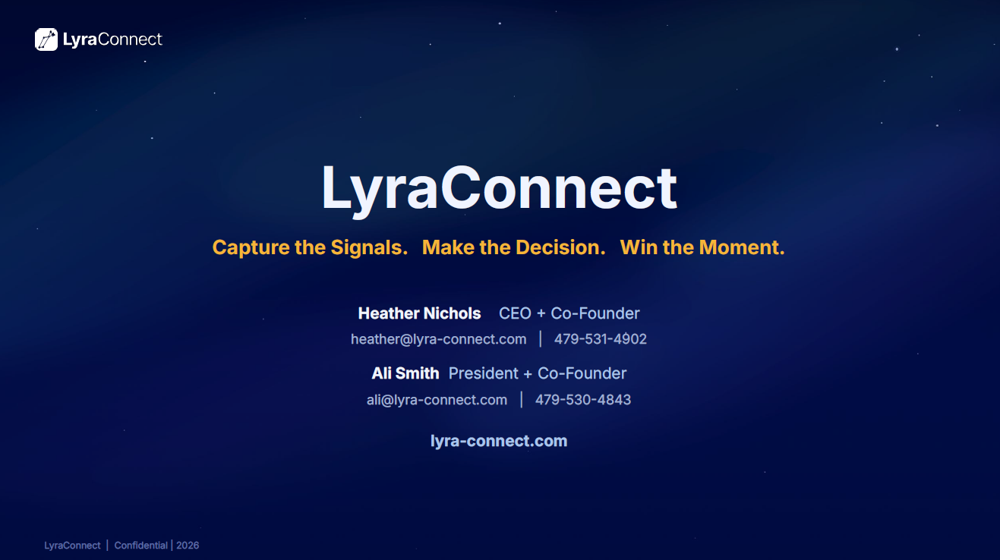 LyraConnect
LyraConnect
Capture the Signals. Make the Decision. Win the Moment.
Heather Nichols CEO + Co-Founder
heather@lyra-connect.com | 479-531-4902
Ali Smith President + Co-Founder
ali@lyra-connect.com | 479-530-4843
lyra-connect.com
LyraConnect | Confidential | 2026